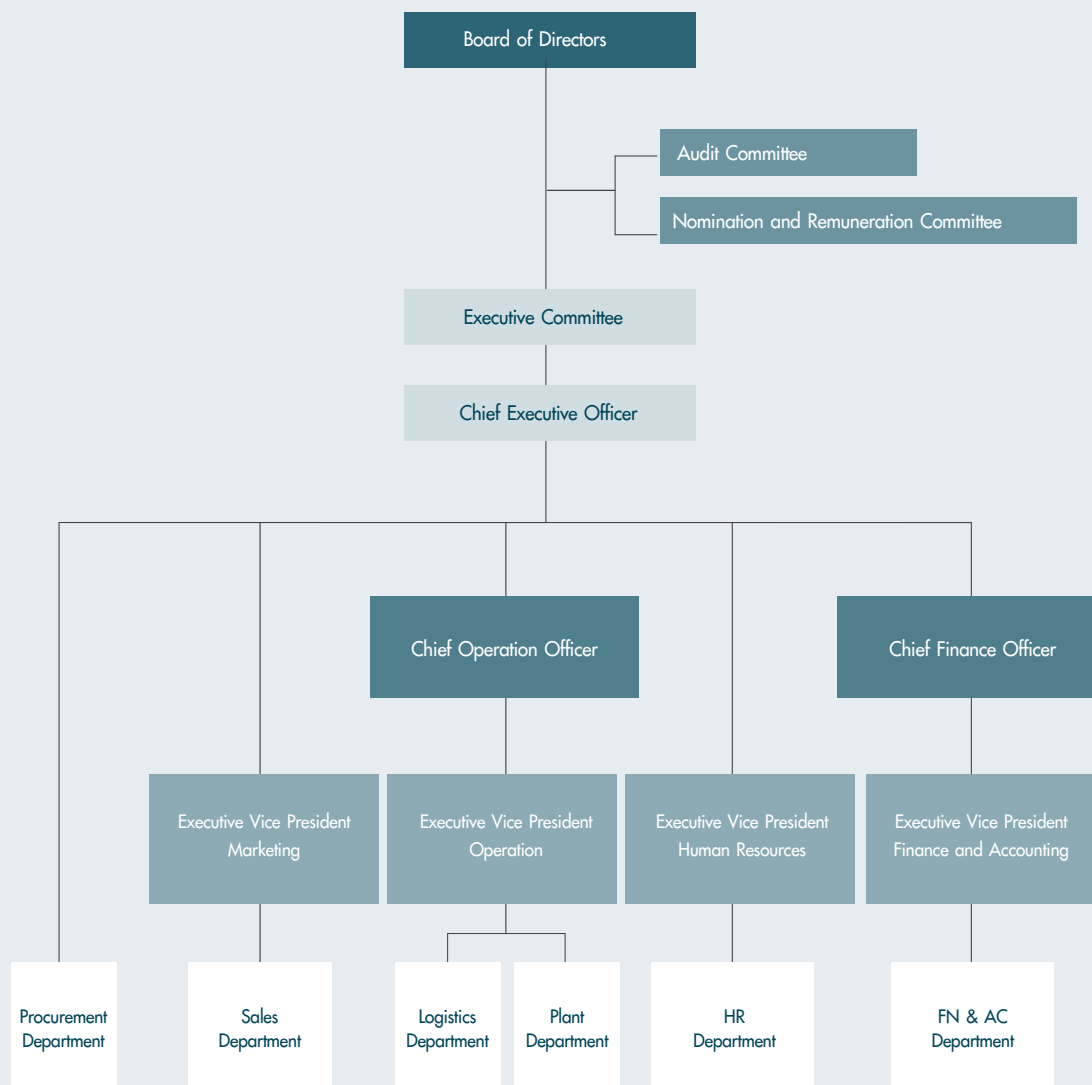 Board of Directors
Audit Committee
Nomination and Remuneration Committee
Executive Committee
Chief Executive Officer
Chief Operation Officer
Chief Finance Officer
Executive Vice President
Marketing
Executive Vice President
Operation
Executive Vice President
Human Resources
Executive Vice President
Finance and Accounting
Procurement
Department
Sales
Department
Logistics
Department
Plant
Department
HR
Department
FN & AC
Department